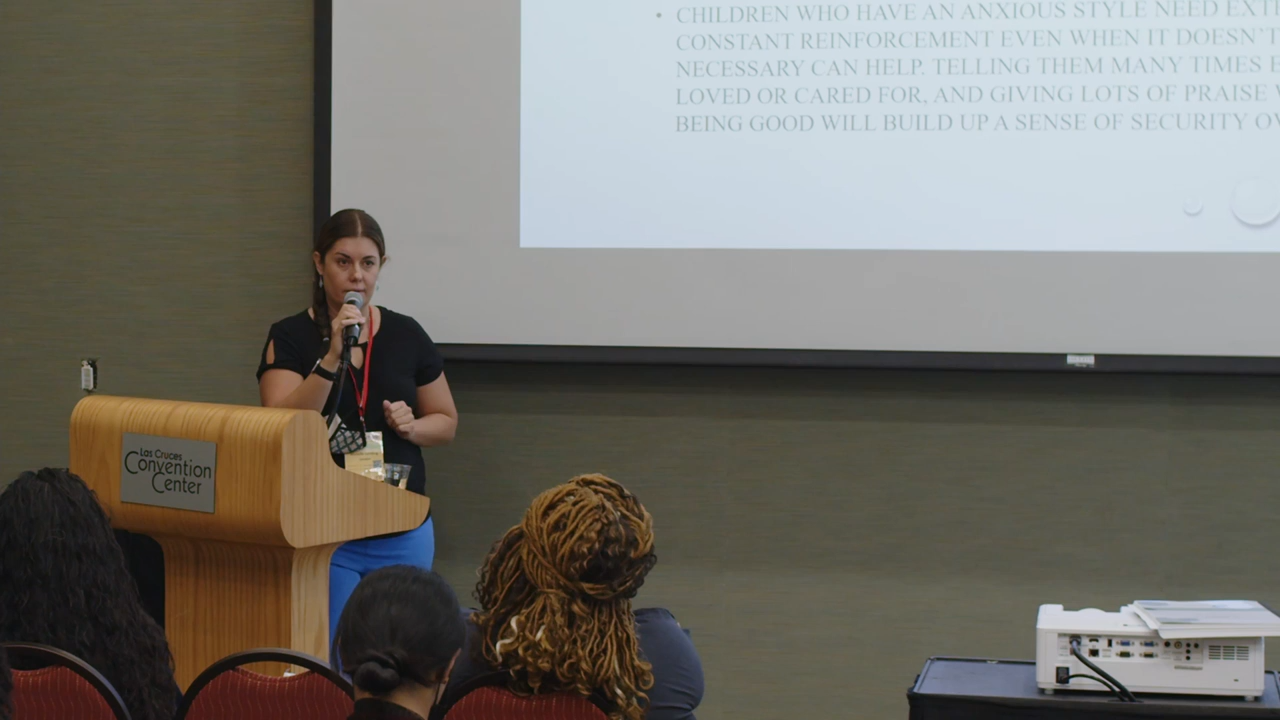 • CHILDREN WHO HAVE AN ANXIOUS STYLE NEED
CONSTANT REINFORCEMENT EVEN WHEN IT DOESN'T
NECESSARY CAN HELP. TELLING THEM MANY TIMES
LOVED OR CARED FOR, AND GIVING LOTS OF PRAISE
BEING GOOD WILL BUILD UP A SENSE OF SECURITY
Las Cruces
Convention
Center